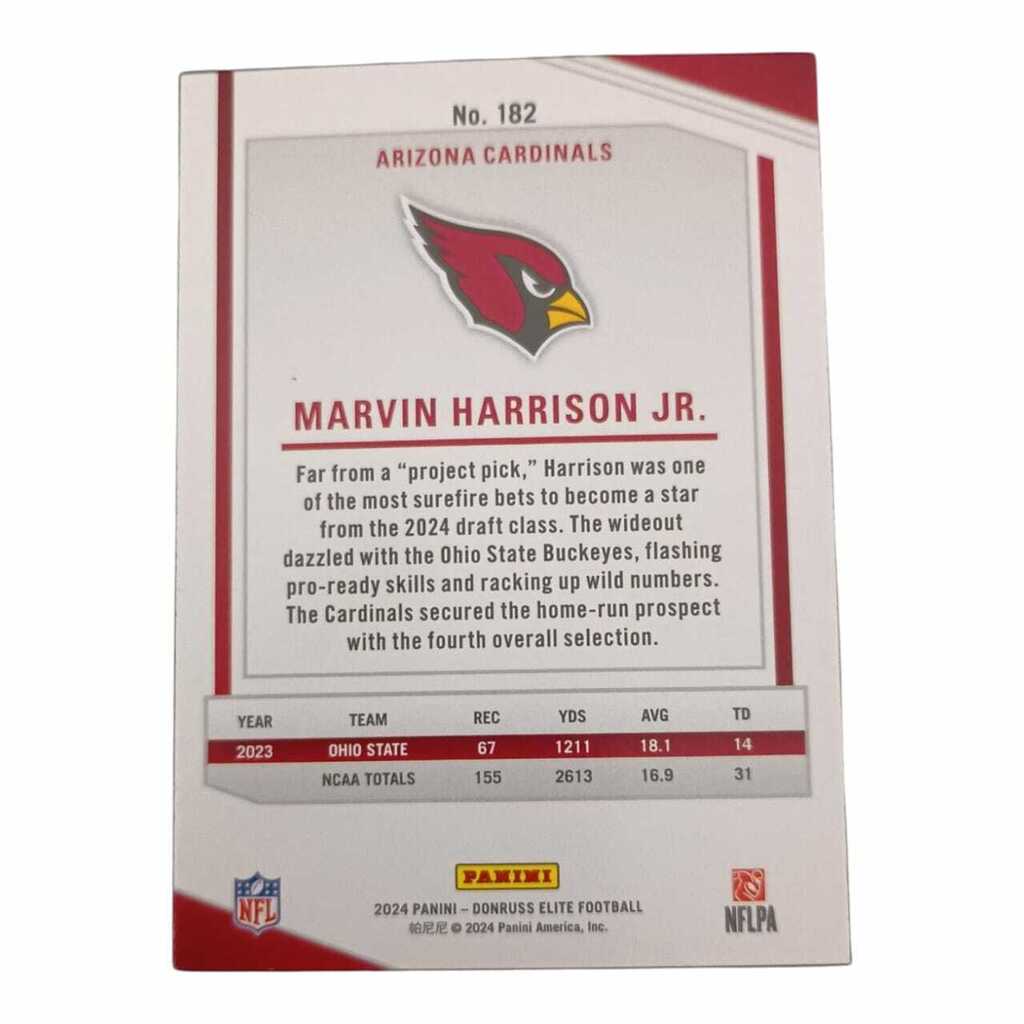 No. 182
ARIZONA CARDINALS
MARVIN HARRISON JR.
Far from a “project pick,” Harrison was one
of the most surefire bets to become a star
from the 2024 draft class. The wideout
dazzled with the Ohio State Buckeyes, flashing
pro-ready skills and racking up wild numbers.
The Cardinals secured the home-run prospect
with the fourth overall selection.
YEAR TEAM REC YDS AVG TD
2023 OHIO STATE 67 1211 18.1 14
NCAA TOTALS 155 2613 16.9 31
NFL
PANINI
2024 PANINI – DONRUSS ELITE FOOTBALL
帕尼尼 © 2024 Panini America, Inc.
NFLPA